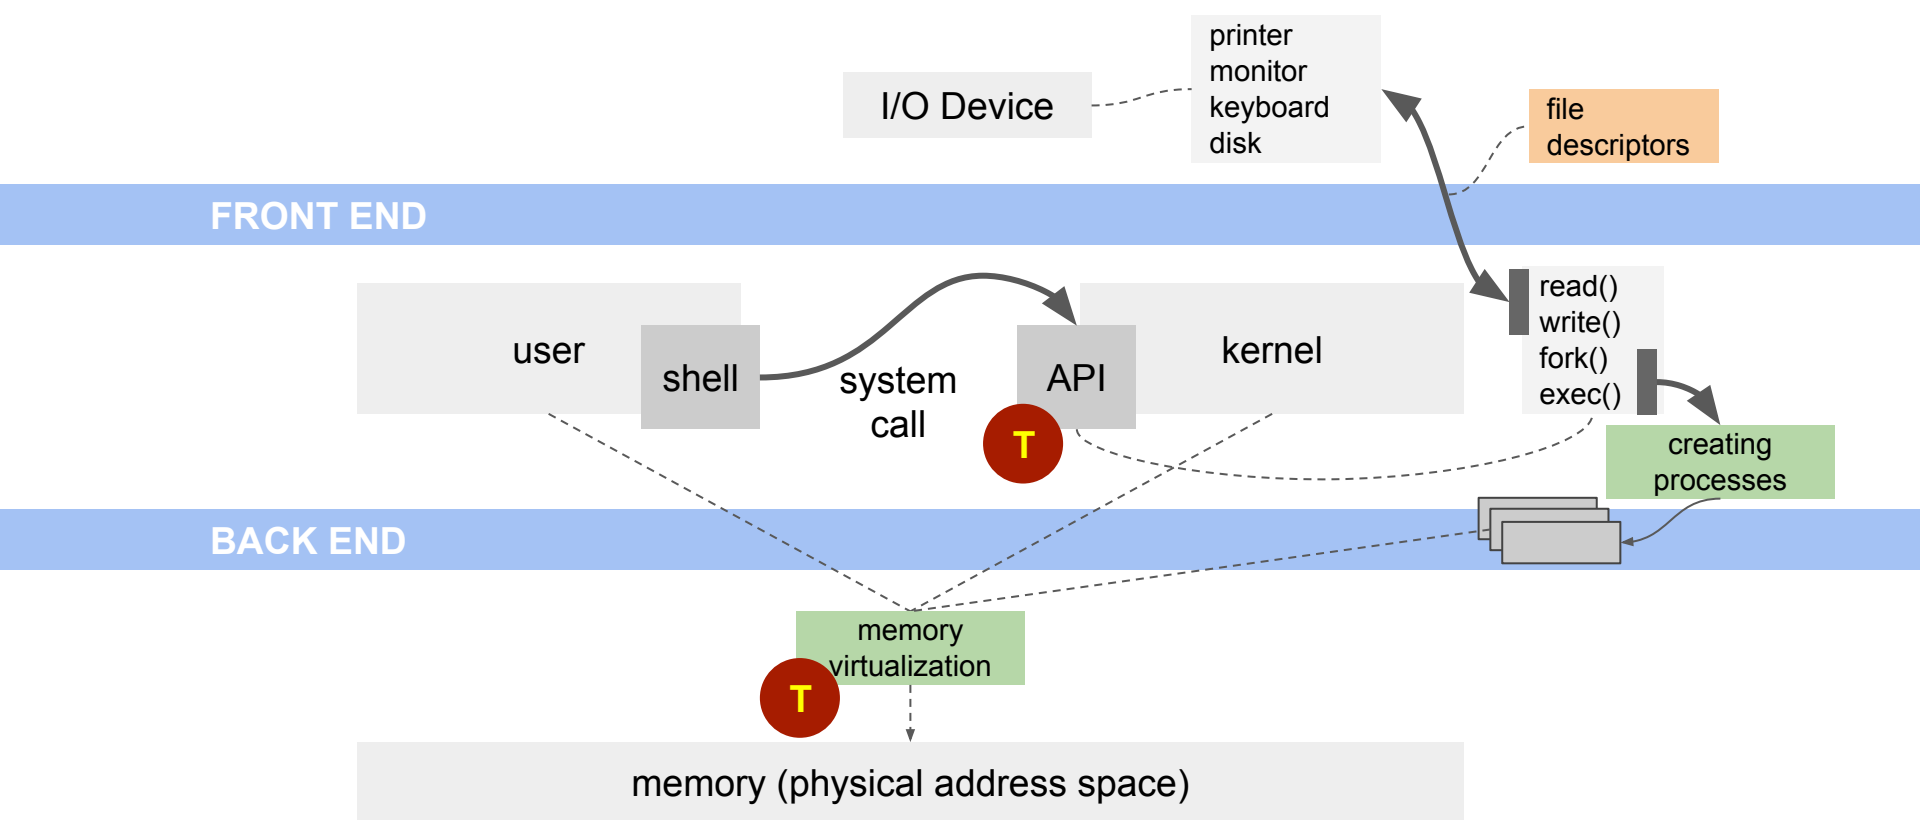 printer
monitor
keyboard
disk
I/O Device
file
descriptors
FRONT END
user
shell
system
call
API
T
kernel
read()
write()
fork()
exec()
creating
processes
BACK END
memory
virtualization
T
memory (physical address space)